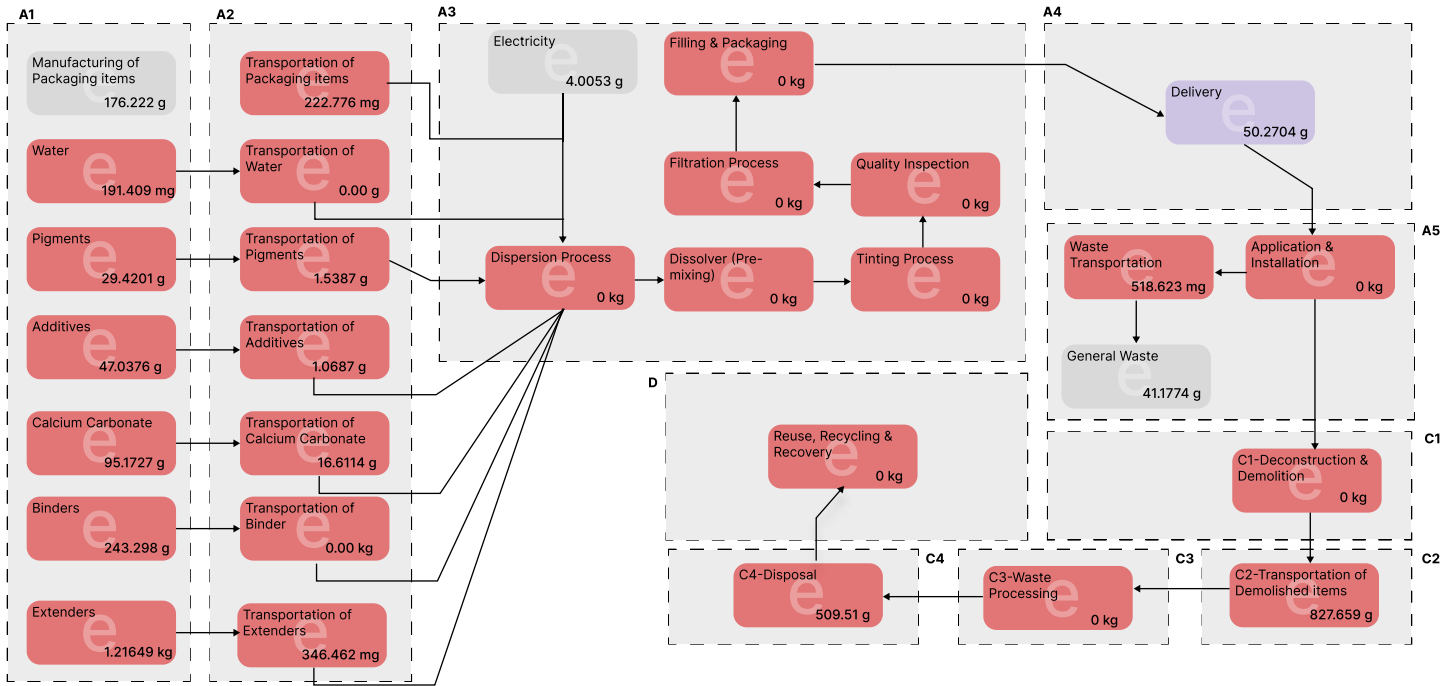 A1
A2
A3
A4
Manufacturing of
Packaging items
176.222 g
Water
191.409 mg
Pigments
29.4201 g
Additives
47.0376 g
Calcium Carbonate
95.1727 g
Binders
243.298 g
Extenders
1.21649 kg
Transportation of
Packaging items
222.776 mg
Transportation of
Water
0.00 g
Transportation of
Pigments
1.5387 g
Transportation of
Additives
1.0687 g
Transportation of
Calcium Carbonate
16.6114 g
Transportation of
Binder
0.00 kg
Transportation of
Extenders
346.462 mg
Electricity
4.0053 g
Filling & Packaging
0 kg
Filtration Process
0 kg
Quality Inspection
0 kg
Dispersion Process
0 kg
Dissolver (Pre-
mixing)
0 kg
Tinting Process
0 kg
Delivery
50.2704 g
A5
Waste
Transportation
518.623 mg
Application &
Installation
0 kg
General Waste
41.1774 g
D
Reuse, Recycling &
Recovery
0 kg
C1
C1-Deconstruction &
Demolition
0 kg
C4
C4-Disposal
509.51 g
C3
C3-Waste
Processing
0 kg
C2
C2-Transportation of
Demolished items
827.659 g